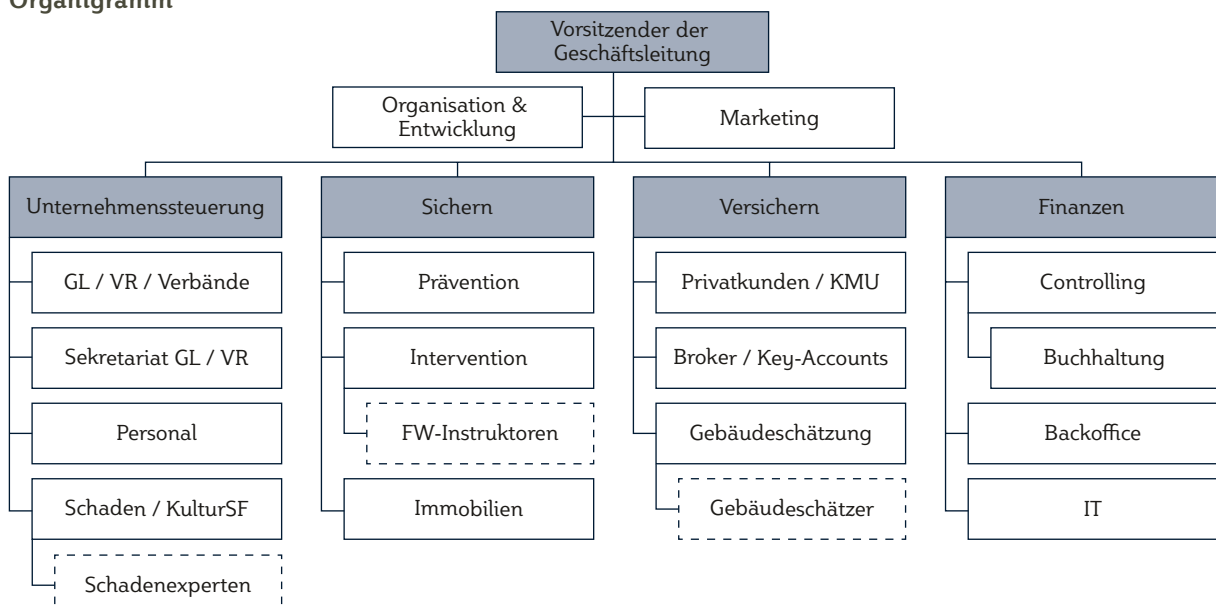 Organigramm
Vorsitzender der
Geschäftsleitung
Organisation &
Entwicklung
Marketing
Unternehmenssteuerung
Sichern
Versichern
Finanzen
GL / VR / Verbände
Prävention
Privatkunden / KMU
Controlling
Sekretariat GL / VR
Intervention
Broker / Key-Accounts
Buchhaltung
Personal
FW-Instruktoren
Gebäudeschätzung
Backoffice
Schaden / KulturSF
Immobilien
Gebäudeschätzer
IT
Schadenexperten